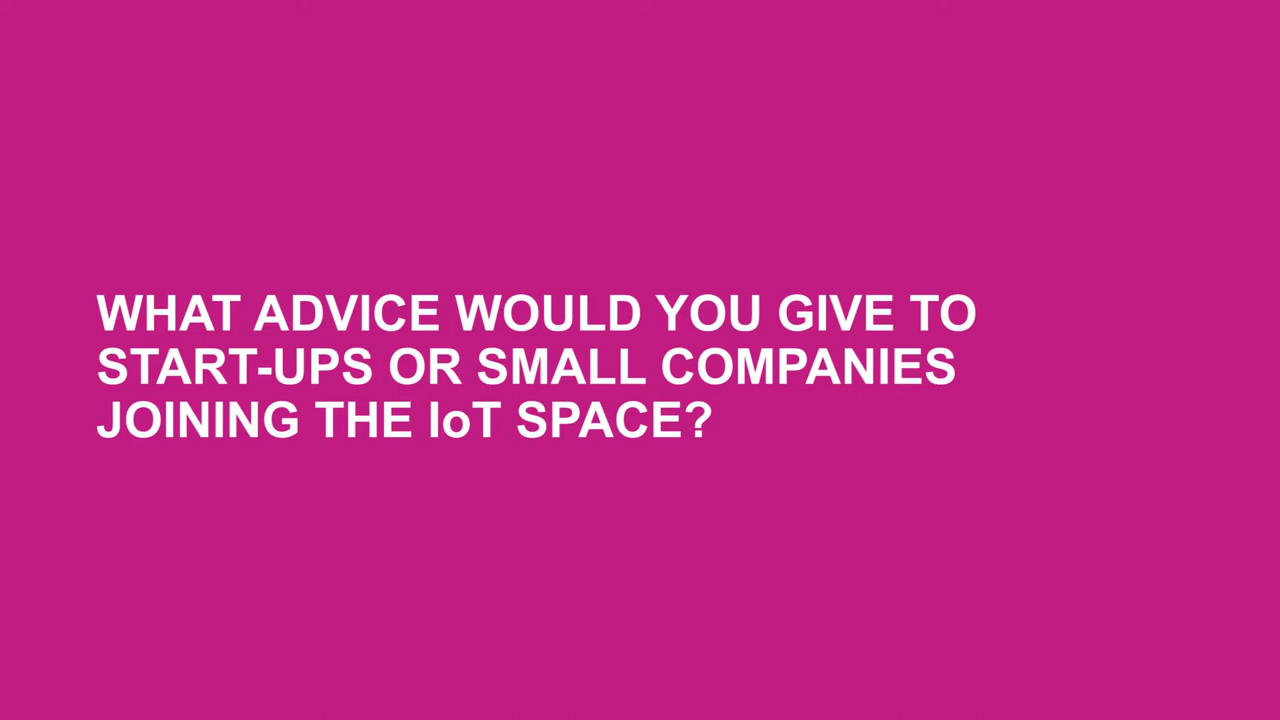 WHAT ADVICE WOULD YOU GIVE TO
START-UPS OR SMALL COMPANIES
JOINING THE IoT SPACE?